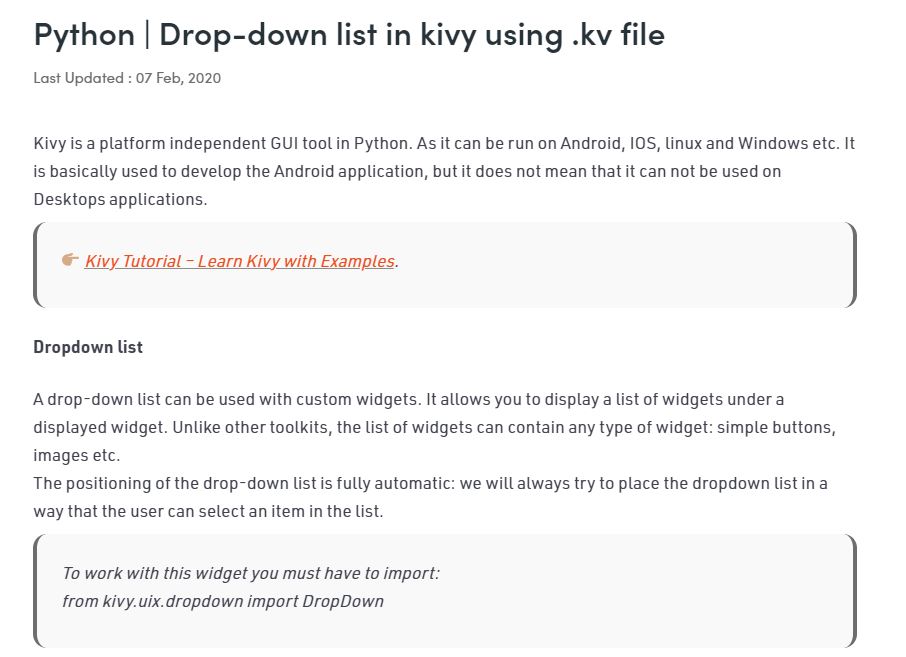 Python | Drop-down list in kivy using .kv file
Last Updated : 07 Feb, 2020
Kivy is a platform independent GUI tool in Python. As it can be run on Android, IOS, linux and Windows etc. It
is basically used to develop the Android application, but it does not mean that it can not be used on
Desktops applications.
Kivy Tutorial – Learn Kivy with Examples.
Dropdown list
A drop-down list can be used with custom widgets. It allows you to display a list of widgets under a
displayed widget. Unlike other toolkits, the list of widgets can contain any type of widget: simple buttons,
images etc.
The positioning of the drop-down list is fully automatic: we will always try to place the dropdown list in a
way that the user can select an item in the list.
To work with this widget you must have to import:
from kivy.uix.dropdown import DropDown